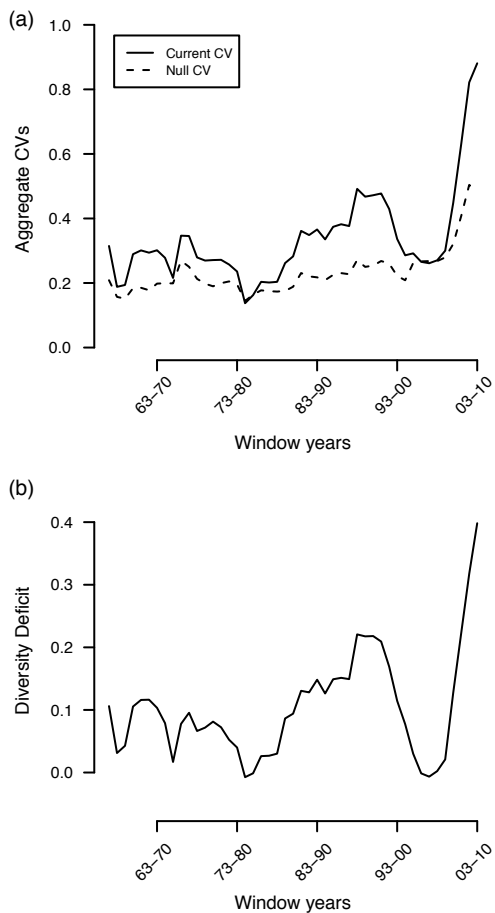 (a)
1.0
0.8
0.6
0.4
0.2
0.0
Aggregate CVs
Current CV
Null CV
63–70
73–80
83–90
93–00
03–10
Window years
(b)
0.4
0.3
0.2
0.1
0.0
Diversity Deficit
63–70
73–80
83–90
93–00
03–10
Window years